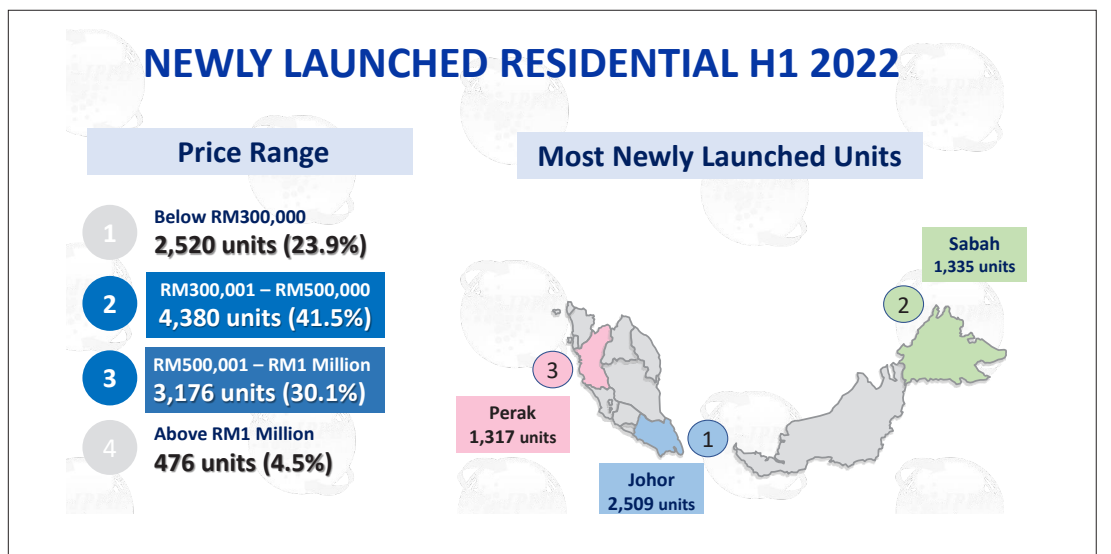 NEWLY LAUNCHED RESIDENTIAL H1 2022
Price Range
1
Below RM300,000
2,520 units (23.9%)
2
RM300,001 – RM500,000
4,380 units (41.5%)
3
RM500,001 – RM1 Million
3,176 units (30.1%)
4
Above RM1 Million
476 units (4.5%)
Most Newly Launched Units
Sabah
1,335 units
2
3
Perak
1,317 units
1
Johor
2,509 units